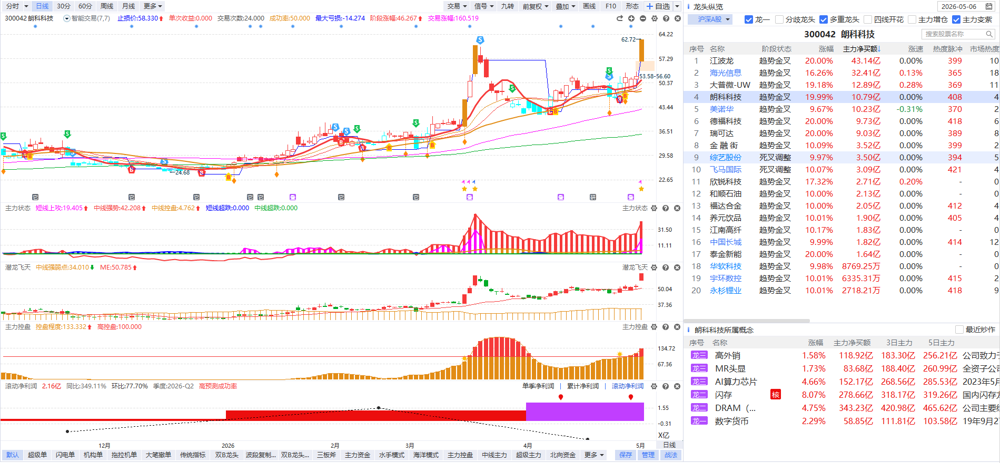 分时 日线 30分 60分 周线 月线 更多 交易 信号 九转 前复权 叠加 画线 F10 形态 自选
300042 朗科科技 智能交易(7,7) 止损价:58.330 单次收益:0.000 交易次数:24.000 成功率:50.000 最大亏损:-14.274 阶段涨幅:46.267 交易涨幅:160.519
64.22
62.72
57.29
53.58-56.60
50.37
43.44
36.51
29.58
24.68
22.65
主力状态 短线上攻:19.405 中线强势:42.208 中线控盘:4.762 短线超跌:0.000 中线超跌:0.000 主力状态
31.50
11.11
潜龙飞天 中线强弱点:34.010 ME:50.785 潜龙飞天
50.04
37.36
主力控盘 控盘程度:133.332 高控盘:100.000 主力控盘
134.72
67.36
滚动净利润 2.16亿 同比:349.11% 环比:77.70% 季度:2026-Q2 高预测成功率 单季净利润 | 累计净利润 | 滚动净利润
1.55
-0.31
X亿
12月 2026 2月 3月 4月 5月 日线
默认 超级单 闪电单 机构单 拖拉机单 大笔撤单 传统指标 双B龙头 波段复制... 双B龙头... 三板斧 主力资金 水手模式 海洋模式 主力控盘 中线主力 超级主力 北向资金 更多 保存 管理 战法
龙头纵览 2026-05-06
沪深A股 龙一 分歧龙头 多重龙头 四线开花 主力增仓 主力变紫
300042 朗科科技 搜索股票名称
序号 名称 阶段状态 涨幅 主力净买额↓ 涨速 热度脉冲 市场热度
1 江波龙 趋势金叉 20.00% 43.14亿 0.00% 399 10
2 海光信息 趋势金叉 16.26% 32.41亿 0.13% 365 18
3 大普微-UW 趋势金叉 19.18% 12.89亿 0.28% 369 11
4 朗科科技 趋势金叉 19.99% 10.79亿 0.00% 408 4
5 美诺华 趋势金叉 9.67% 10.23亿 -0.31% 370 2
6 德福科技 趋势金叉 20.00% 9.73亿 0.00% 418 6
7 瑞可达 趋势金叉 20.00% 9.03亿 0.00% 389 8
8 金 融 街 趋势金叉 10.09% 3.52亿 0.00% 399 2
9 综艺股份 死叉调整 9.97% 3.50亿 0.00% 394 5
10 飞马国际 死叉调整 10.07% 3.09亿 0.00% 421 4
11 欣锐科技 趋势金叉 17.32% 2.71亿 0.20% - 0
12 和顺石油 趋势金叉 10.00% 2.13亿 0.00% - 0
13 福达合金 趋势金叉 10.00% 2.05亿 0.00% 412 4
14 养元饮品 趋势金叉 10.01% 1.90亿 0.00% 405 4
15 江南高纤 趋势金叉 10.17% 1.83亿 0.00% - 0
16 中国长城 趋势金叉 9.99% 1.82亿 0.00% 414 12
17 泰金新能 趋势金叉 20.00% 1.64亿 0.00% - 0
18 华软科技 趋势金叉 9.98% 8769.25万 0.00% - 0
19 宇环数控 趋势金叉 10.01% 6335.31万 0.00% 415 2
20 永杉锂业 趋势金叉 10.01% 2718.21万 0.00% 418 9
朗科科技所属概念 最近炒作
序号 名称 涨幅 主力净买额 3日主力 5日主力
龙三 高外销 1.58% 118.92亿 183.30亿 256.21亿 公司致力于
龙三 MR头显 1.73% 83.68亿 188.40亿 260.99亿 全资子公司
龙三 AI算力芯片 4.66% 152.17亿 268.56亿 285.53亿 2023年5月
龙二 闪存 核 8.07% 278.66亿 318.17亿 319.26亿 国内闪存龙
龙二 DRAM（... 4.75% 343.23亿 420.98亿 465.62亿 公司主要经
龙一 数字货币 2.29% 58.85亿 111.81亿 103.58亿 19年9月27